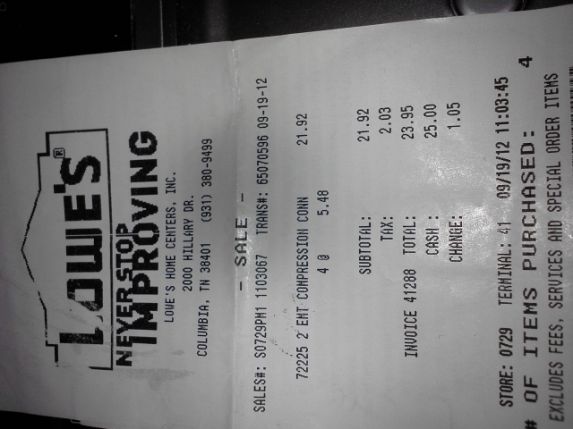 LOWE'S®
NEVER STOP
IMPROVING
LOWE'S HOME CENTERS, INC.
2000 HILLARY DR.
COLUMBIA, TN 38401 (931) 380-9499
- SALE -
SALES#: S0729PM1 1103067 TRANS#: 65070596 09-19-12
72225 2 EMT COMPRESSION CONN 21.92
4 @ 5.48
SUBTOTAL: 21.92
TAX: 2.03
INVOICE 41288 TOTAL: 23.95
CASH : 25.00
CHANGE: 1.05
STORE: 0729 TERMINAL: 41 09/19/12 11:03:45
# OF ITEMS PURCHASED: 4
EXCLUDES FEES, SERVICES AND SPECIAL ORDER ITEMS